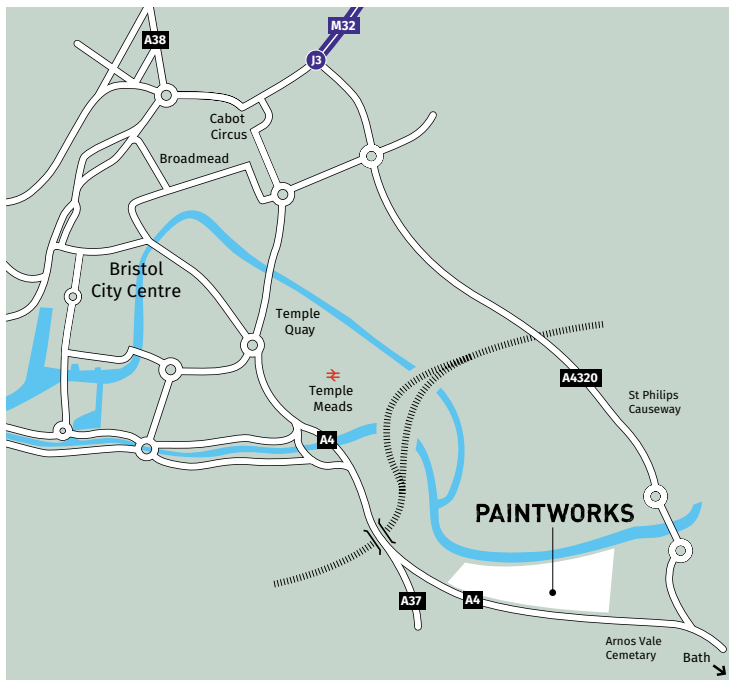 M32
A38
J3
Cabot
Circus
Broadmead
Bristol
City Centre
Temple
Quay
Temple
Meads
A4320
St Philips
Causeway
A4
PAINTWORKS
A37
A4
Arnos Vale
Cemetary
Bath